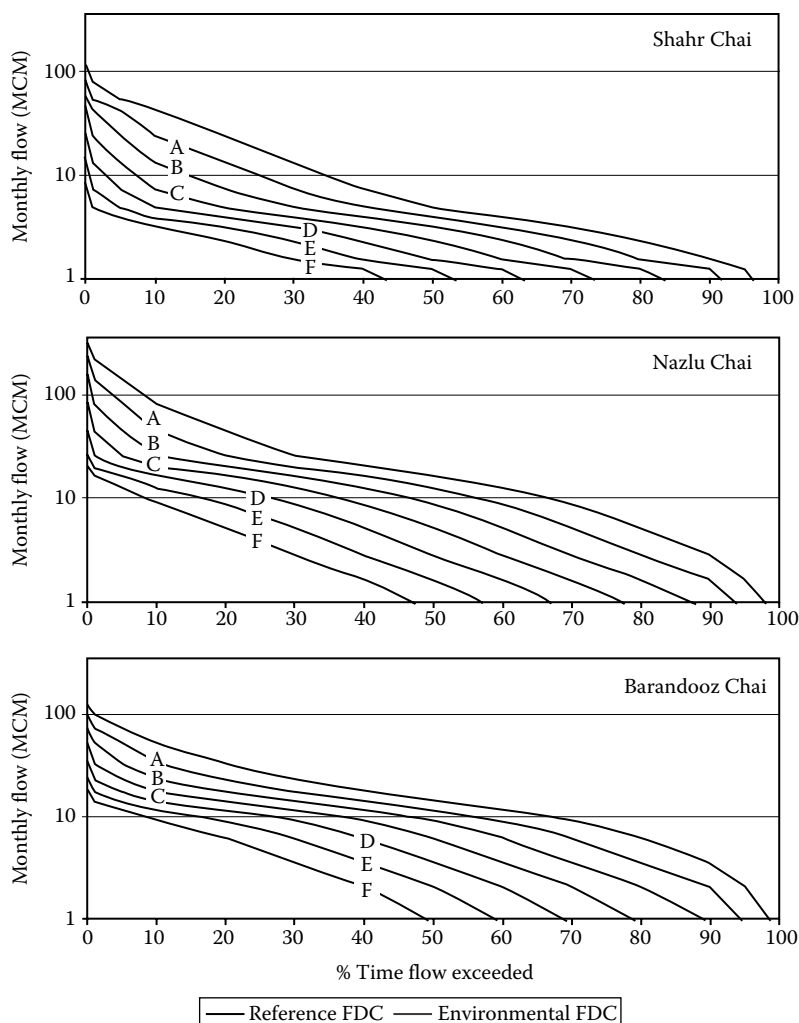 Shahr Chai
Monthly flow (MCM)
100
10
1
A
B
C
D
E
F
0 10 20 30 40 50 60 70 80 90 100
Nazlu Chai
Monthly flow (MCM)
100
10
1
A
B
C
D
E
F
0 10 20 30 40 50 60 70 80 90 100
Barandooz Chai
Monthly flow (MCM)
100
10
1
A
B
C
D
E
F
0 10 20 30 40 50 60 70 80 90 100
% Time flow exceeded
Reference FDC Environmental FDC